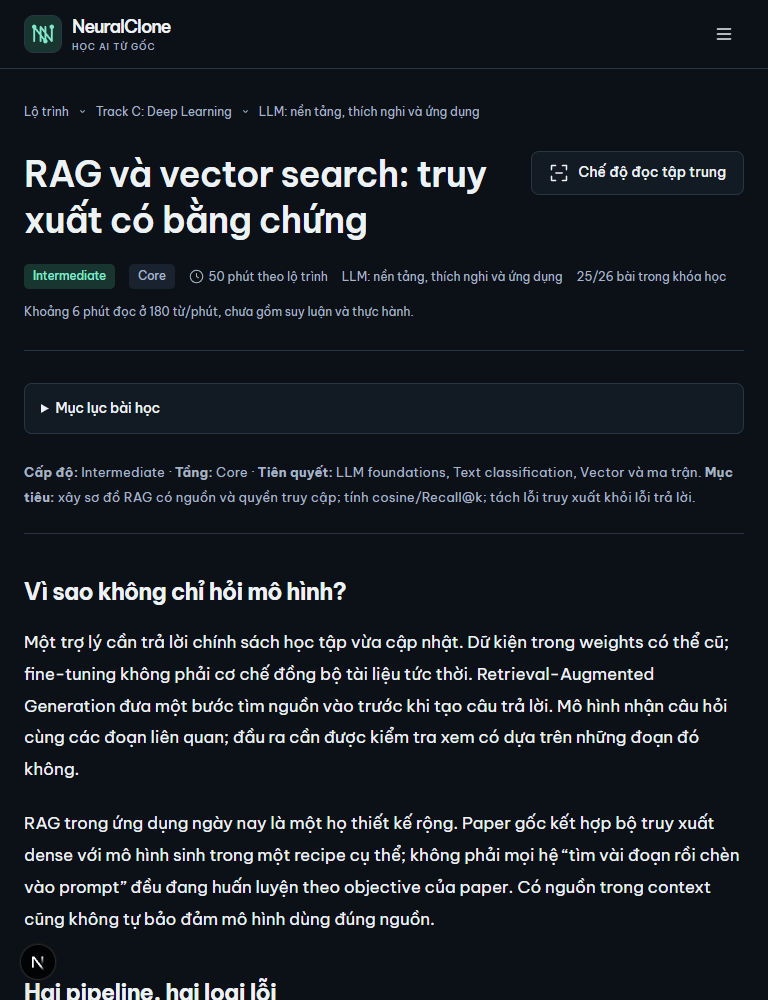 NeuralClone
HỌC AI TỪ GỐC
Lộ trình
Track C: Deep Learning
LLM: nền tảng, thích nghi và ứng dụng
RAG và vector search: truy
xuất có bằng chứng
Chế độ đọc tập trung
Intermediate Core 50 phút theo lộ trình LLM: nền tảng, thích nghi và ứng dụng 25/26 bài trong khóa học
Khoảng 6 phút đọc ở 180 từ/phút, chưa gồm suy luận và thực hành.
Mục lục bài học
Cấp độ: Intermediate · Tầng: Core · Tiên quyết: LLM foundations, Text classification, Vector và ma trận. Mục
tiêu: xây sơ đồ RAG có nguồn và quyền truy cập; tính cosine/Recall@k; tách lỗi truy xuất khỏi lỗi trả lời.
Vì sao không chỉ hỏi mô hình?
Một trợ lý cần trả lời chính sách học tập vừa cập nhật. Dữ kiện trong weights có thể cũ;
fine-tuning không phải cơ chế đồng bộ tài liệu tức thời. Retrieval-Augmented
Generation đưa một bước tìm nguồn vào trước khi tạo câu trả lời. Mô hình nhận câu hỏi
cùng các đoạn liên quan; đầu ra cần được kiểm tra xem có dựa trên những đoạn đó
không.
RAG trong ứng dụng ngày nay là một họ thiết kế rộng. Paper gốc kết hợp bộ truy xuất
dense với mô hình sinh trong một recipe cụ thể; không phải mọi hệ “tìm vài đoạn rồi chèn
vào prompt” đều đang huấn luyện theo objective của paper. Có nguồn trong context
cũng không tự bảo đảm mô hình dùng đúng nguồn.
Hai pipeline, hai loại lỗi